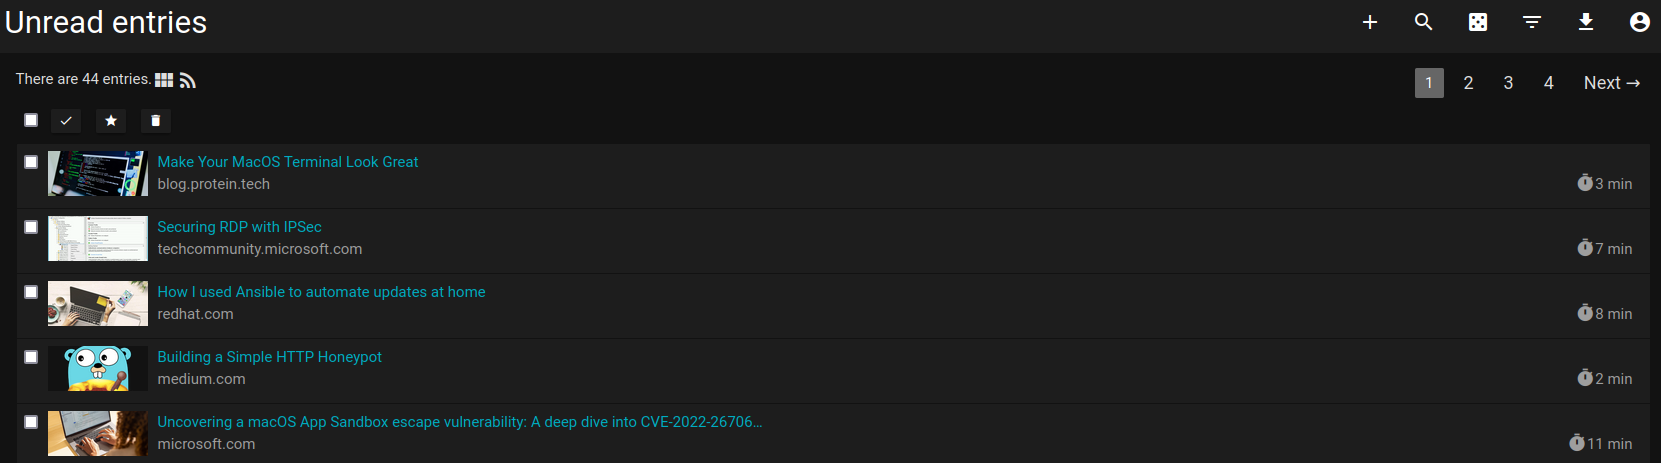 Unread entries
There are 44 entries.
1 2 3 4 Next →
Make Your MacOS Terminal Look Great
blog.protein.tech
3 min
Securing RDP with IPSec
techcommunity.microsoft.com
7 min
How I used Ansible to automate updates at home
redhat.com
8 min
Building a Simple HTTP Honeypot
medium.com
2 min
Uncovering a macOS App Sandbox escape vulnerability: A deep dive into CVE-2022-26706…
microsoft.com
11 min